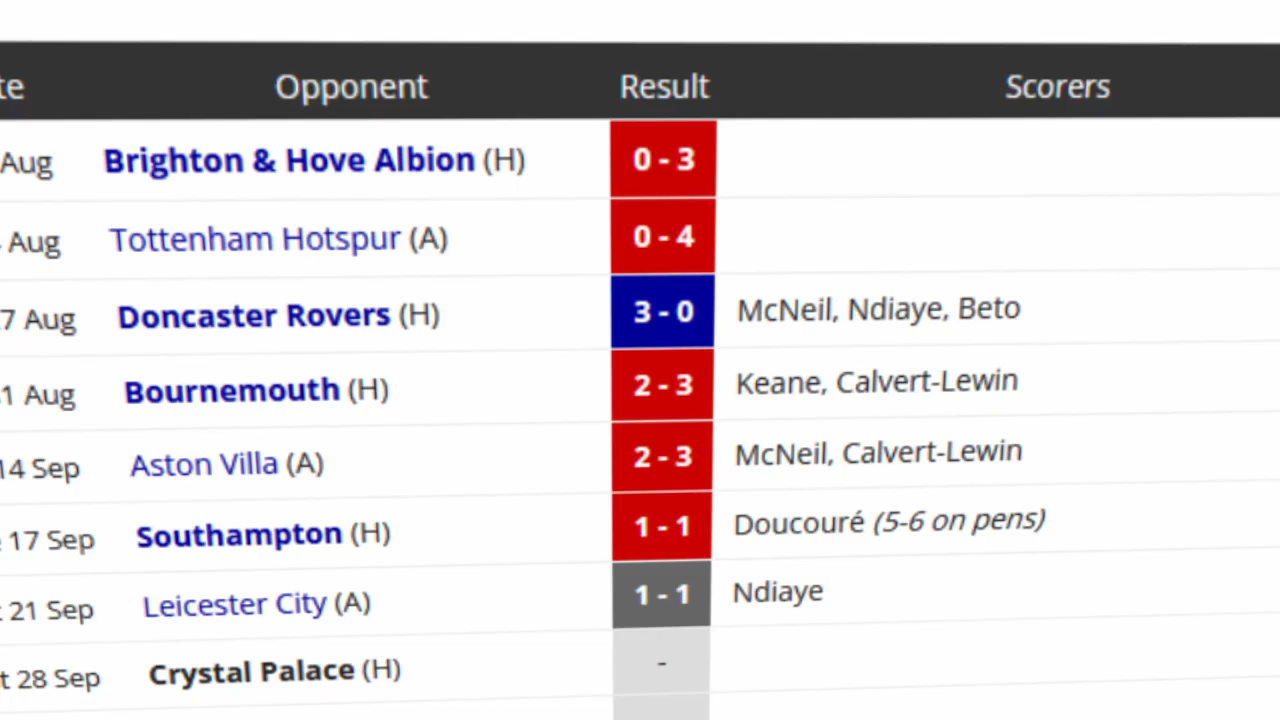 te Opponent Result Scorers
Aug Brighton & Hove Albion (H) 0 - 3
Aug Tottenham Hotspur (A) 0 - 4
7 Aug Doncaster Rovers (H) 3 - 0 McNeil, Ndiaye, Beto
1 Aug Bournemouth (H) 2 - 3 Keane, Calvert-Lewin
14 Sep Aston Villa (A) 2 - 3 McNeil, Calvert-Lewin
17 Sep Southampton (H) 1 - 1 Doucouré (5-6 on pens)
21 Sep Leicester City (A) 1 - 1 Ndiaye
t 28 Sep Crystal Palace (H) -